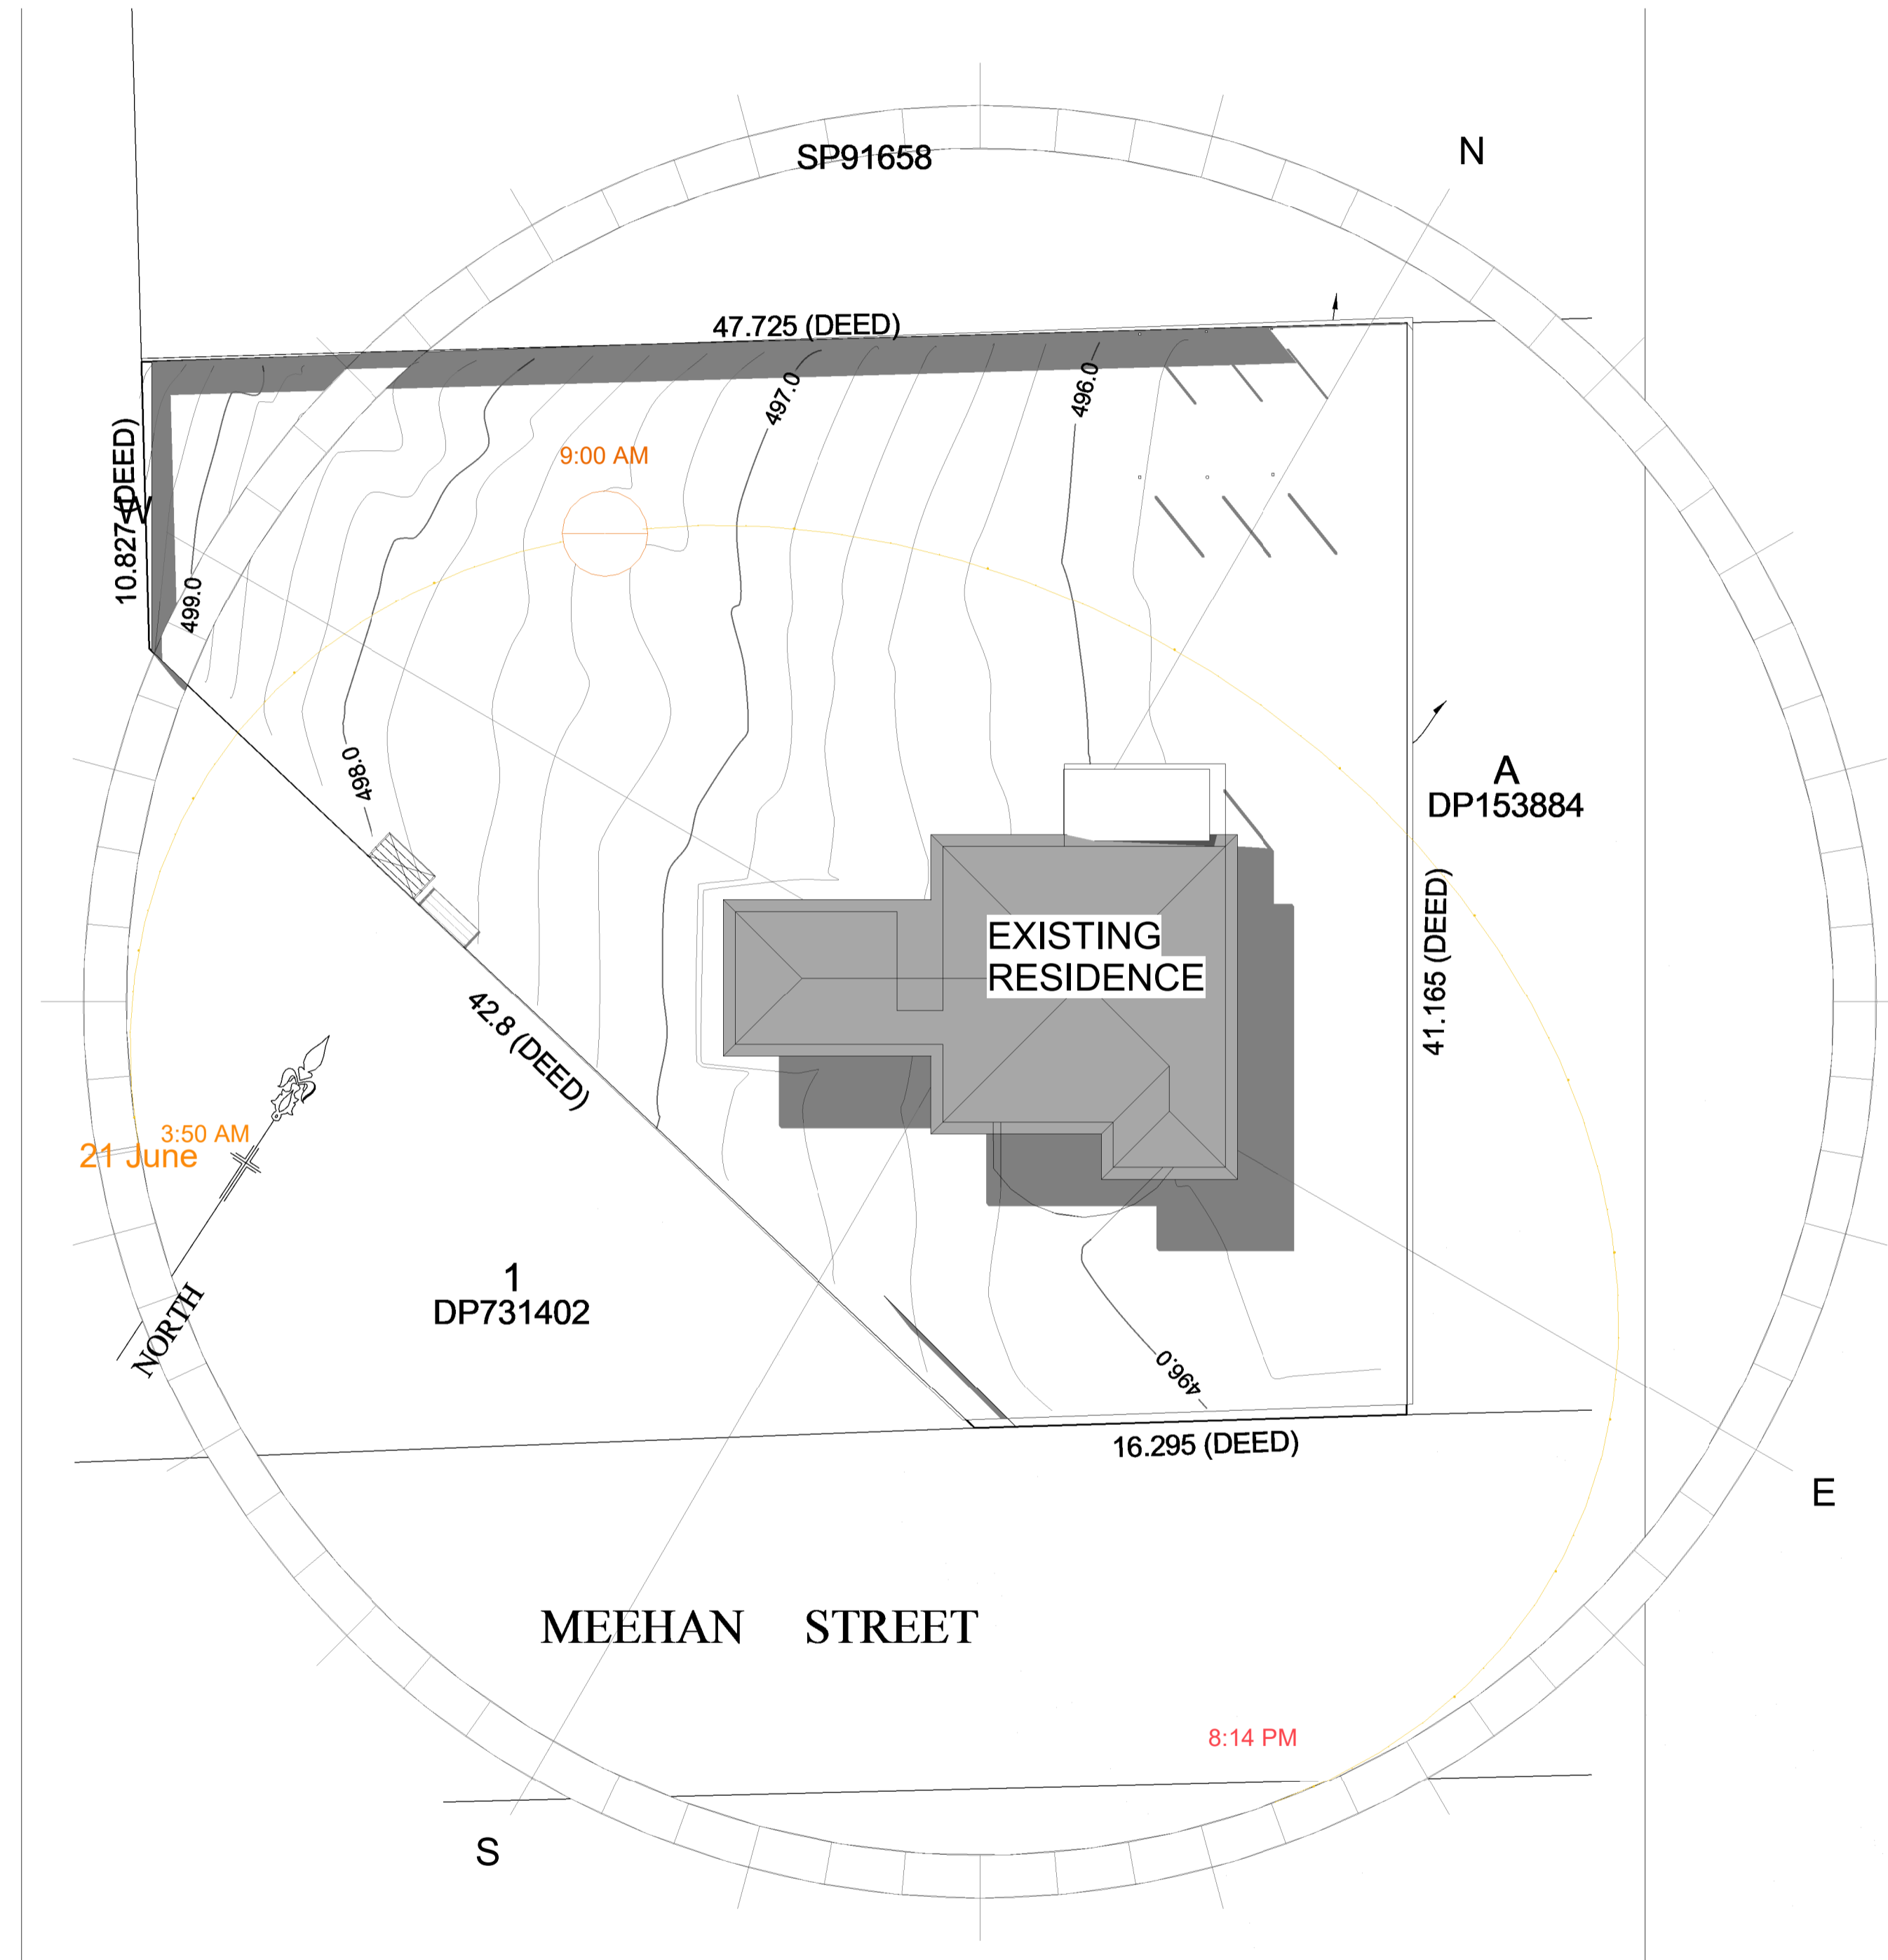 SP91658
N
47.725 (DEED)
497.0
496.0
9:00 AM
10.827 (DEED)
W
499.0
498.0
A
DP153884
EXISTING
RESIDENCE
41.165 (DEED)
42.8 (DEED)
3:50 AM
21 June
NORTH
1
DP731402
496.0
16.295 (DEED)
E
MEEHAN STREET
8:14 PM
S